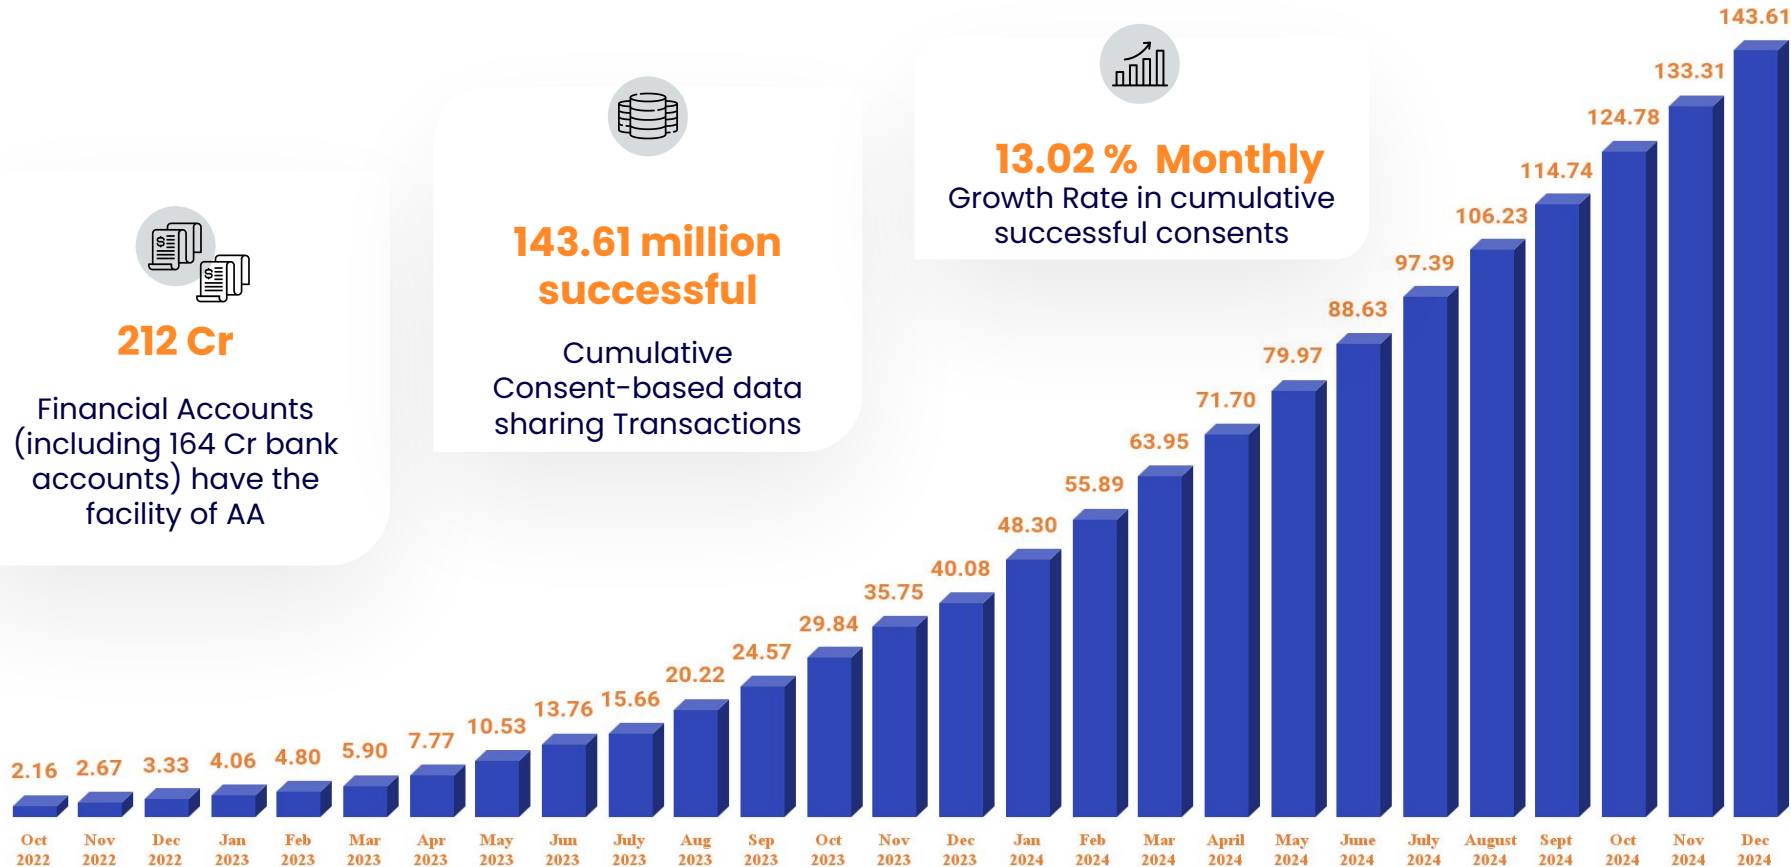 212 Cr
Financial Accounts
(including 164 Cr bank
accounts) have the
facility of AA
143.61 million
successful
Cumulative
Consent-based data
sharing Transactions
13.02 % Monthly
Growth Rate in cumulative
successful consents
2.16
2.67
3.33
4.06
4.80
5.90
7.77
10.53
13.76
15.66
20.22
24.57
29.84
35.75
40.08
48.30
55.89
63.95
71.70
79.97
88.63
97.39
106.23
114.74
124.78
133.31
143.61
Oct
2022
Nov
2022
Dec
2022
Jan
2023
Feb
2023
Mar
2023
Apr
2023
May
2023
Jun
2023
July
2023
Aug
2023
Sep
2023
Oct
2023
Nov
2023
Dec
2023
Jan
2024
Feb
2024
Mar
2024
April
2024
May
2024
June
2024
July
2024
August
2024
Sept
2024
Oct
2024
Nov
2024
Dec
2024